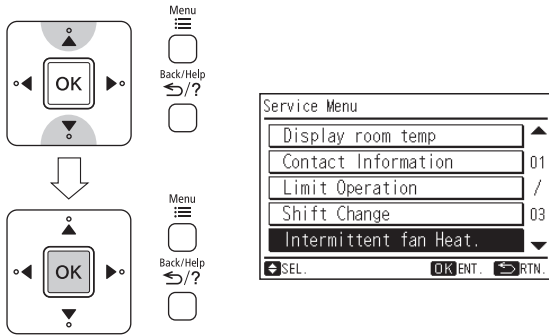 Menu
OK
Back/Help
/?
Menu
OK
Back/Help
/?
Service Menu
Display room temp
Contact Information 01
Limit Operation /
Shift Change 03
Intermittent fan Heat.
SEL. OK ENT. RTN.